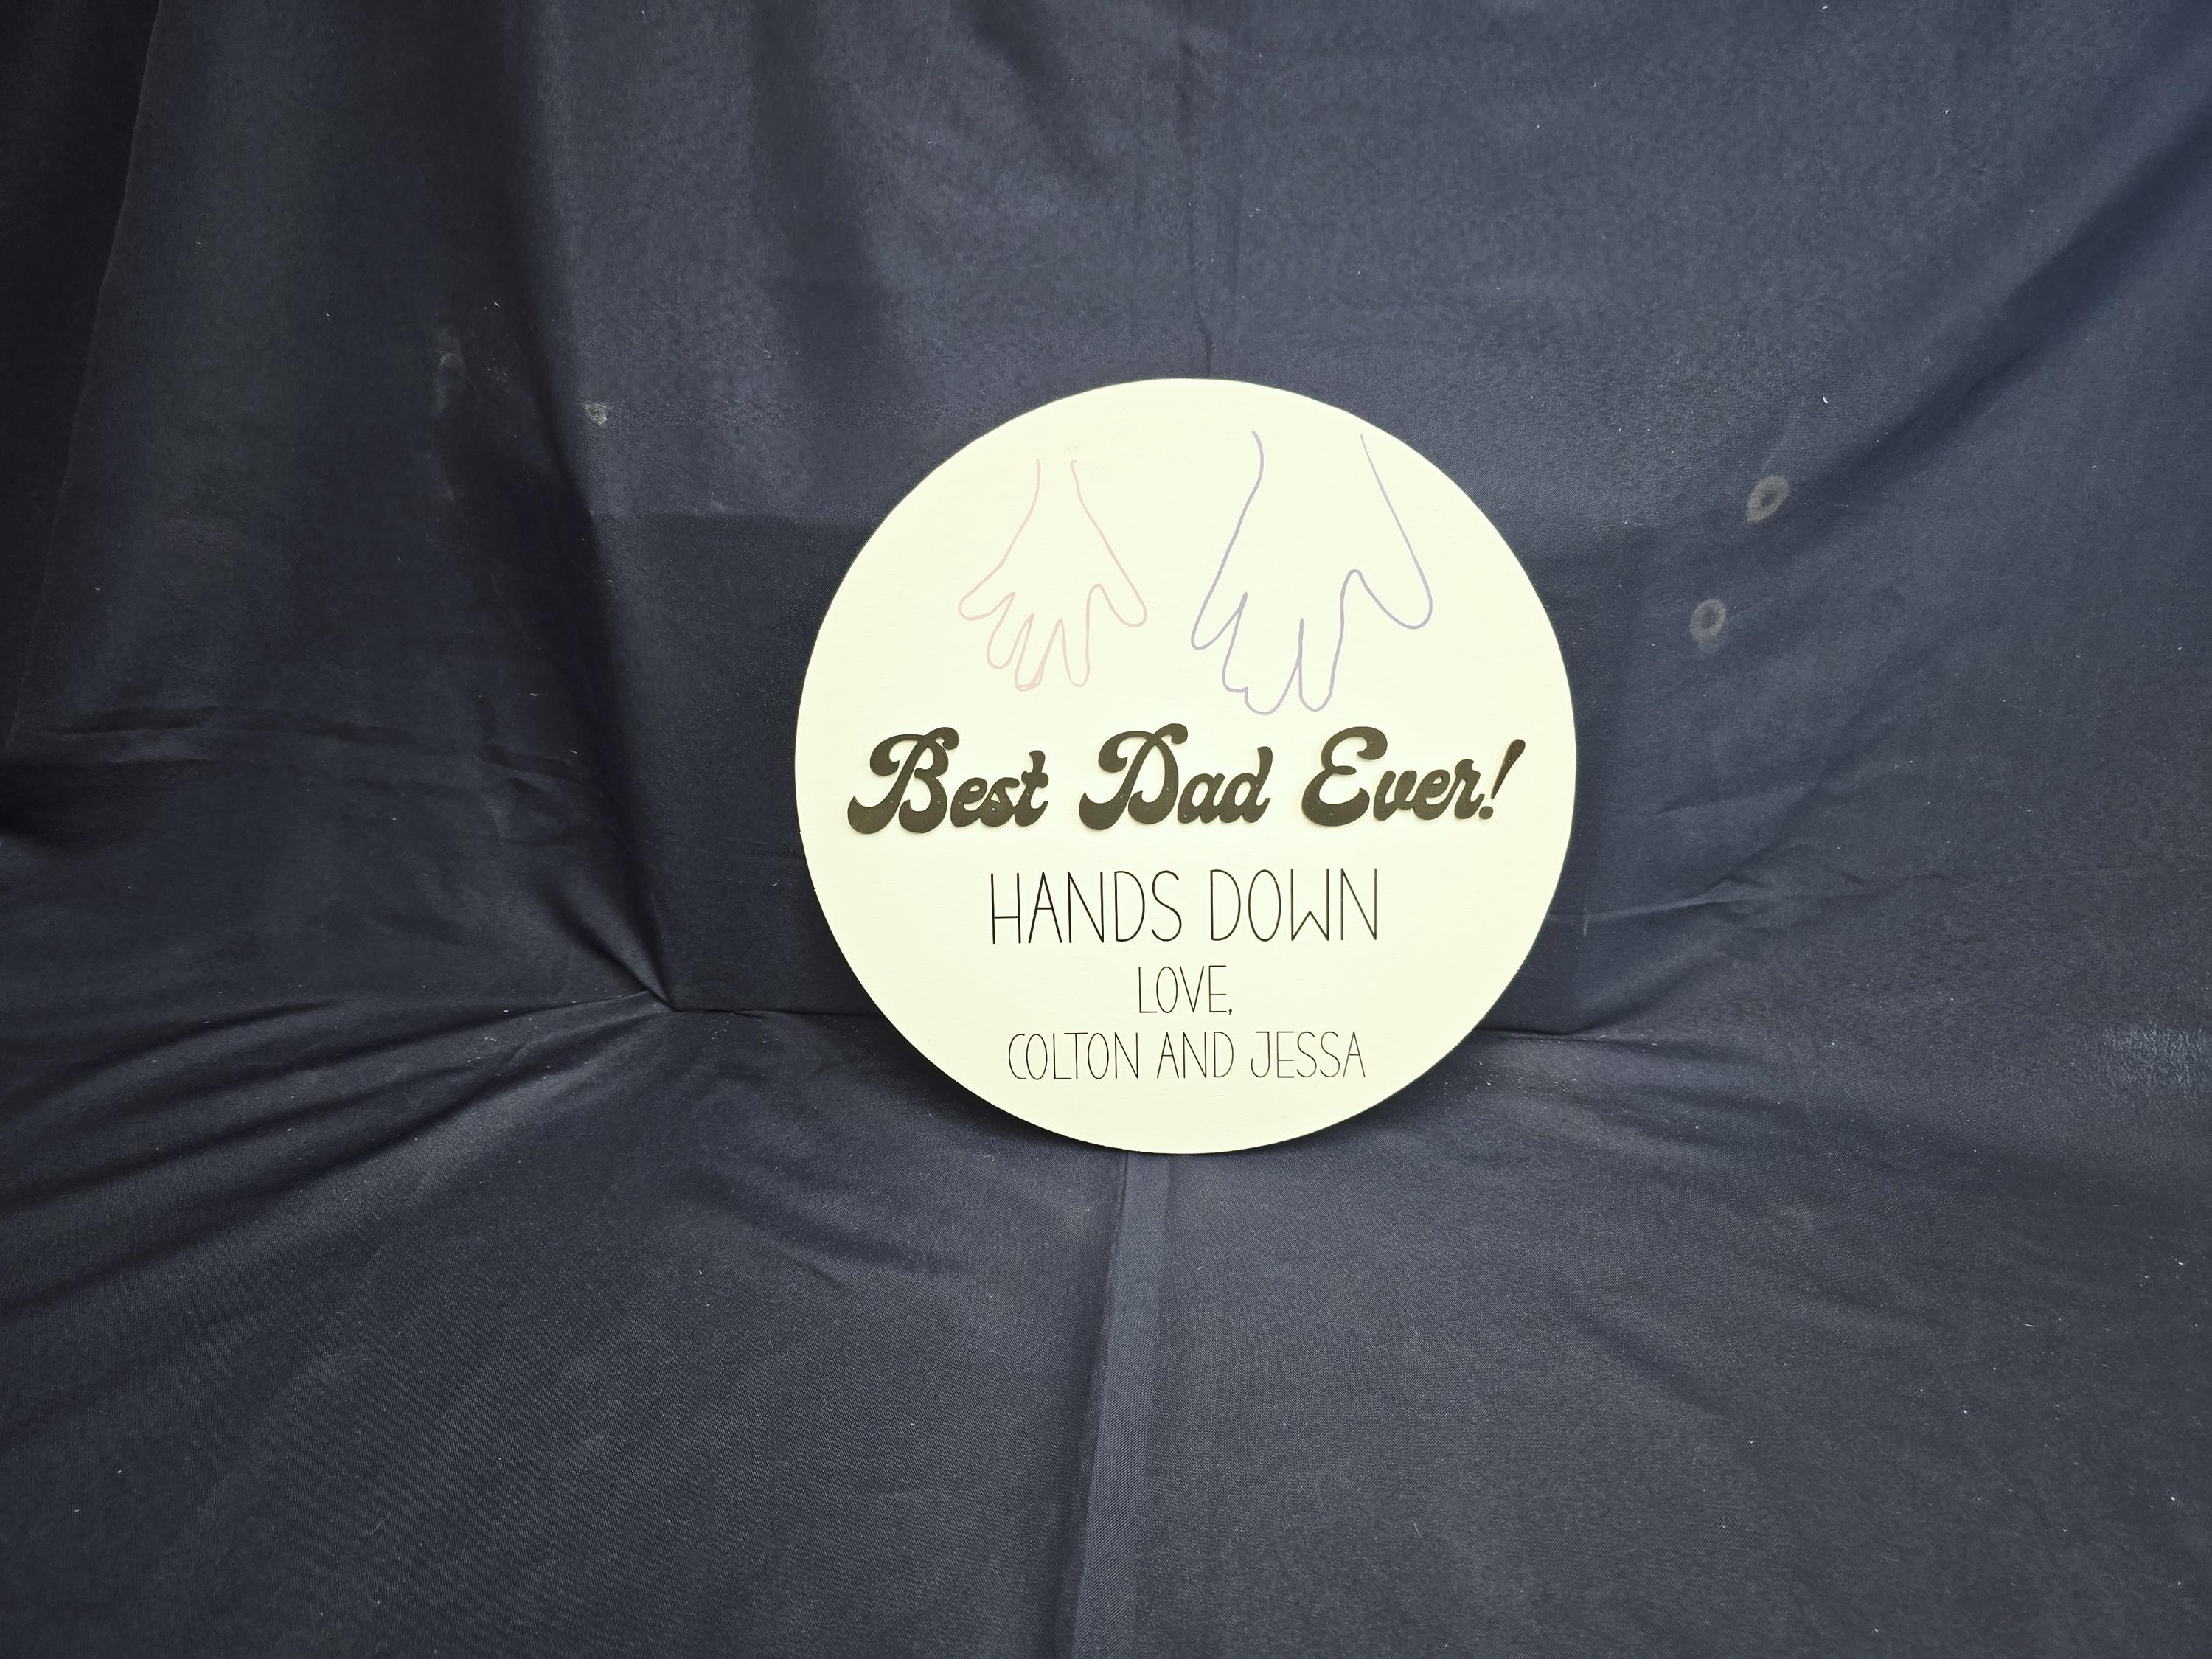 Best Dad Ever!
HANDS DOWN
LOVE,
COLTON AND JESSA